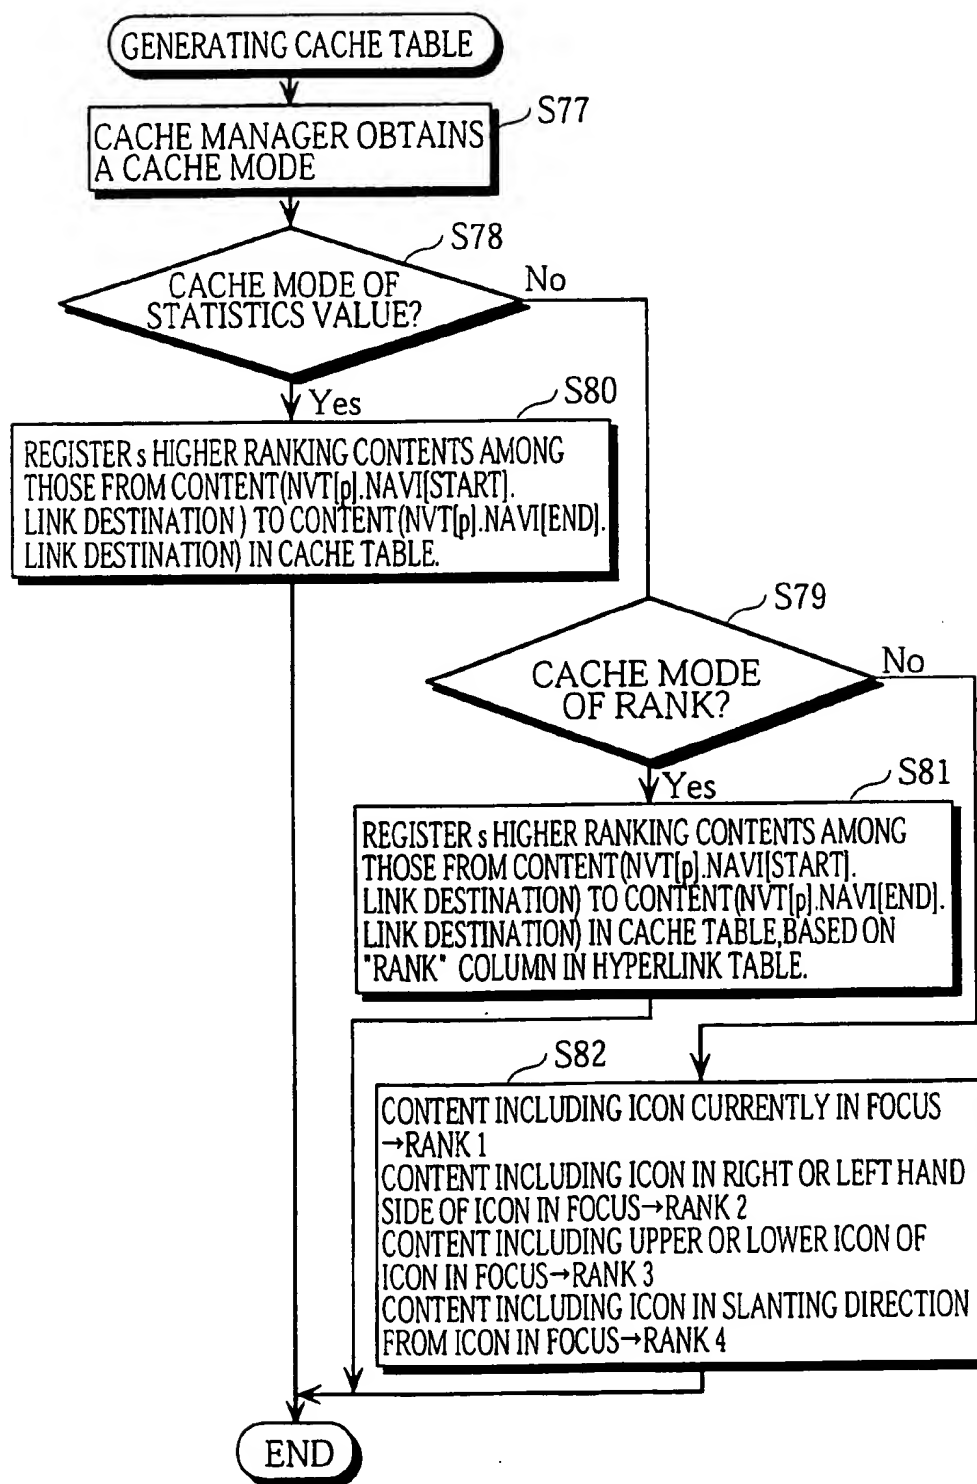 GENERATING CACHE TABLE
S77
CACHE MANAGER OBTAINS
A CACHE MODE
S78
CACHE MODE OF
STATISTICS VALUE?
No
Yes
S80
REGISTER s HIGHER RANKING CONTENTS AMONG
THOSE FROM CONTENT(NVT[p].NAVI[START].
LINK DESTINATION ) TO CONTENT(NVT[p].NAVI[END].
LINK DESTINATION) IN CACHE TABLE.
S79
CACHE MODE
OF RANK?
No
Yes
S81
REGISTER s HIGHER RANKING CONTENTS AMONG
THOSE FROM CONTENT(NVT[p].NAVI[START].
LINK DESTINATION) TO CONTENT(NVT[p].NAVI[END].
LINK DESTINATION) IN CACHE TABLE,BASED ON
"RANK" COLUMN IN HYPERLINK TABLE.
S82
CONTENT INCLUDING ICON CURRENTLY IN FOCUS
→RANK 1
CONTENT INCLUDING ICON IN RIGHT OR LEFT HAND
SIDE OF ICON IN FOCUS→RANK 2
CONTENT INCLUDING UPPER OR LOWER ICON OF
ICON IN FOCUS→RANK 3
CONTENT INCLUDING ICON IN SLANTING DIRECTION
FROM ICON IN FOCUS→RANK 4
END